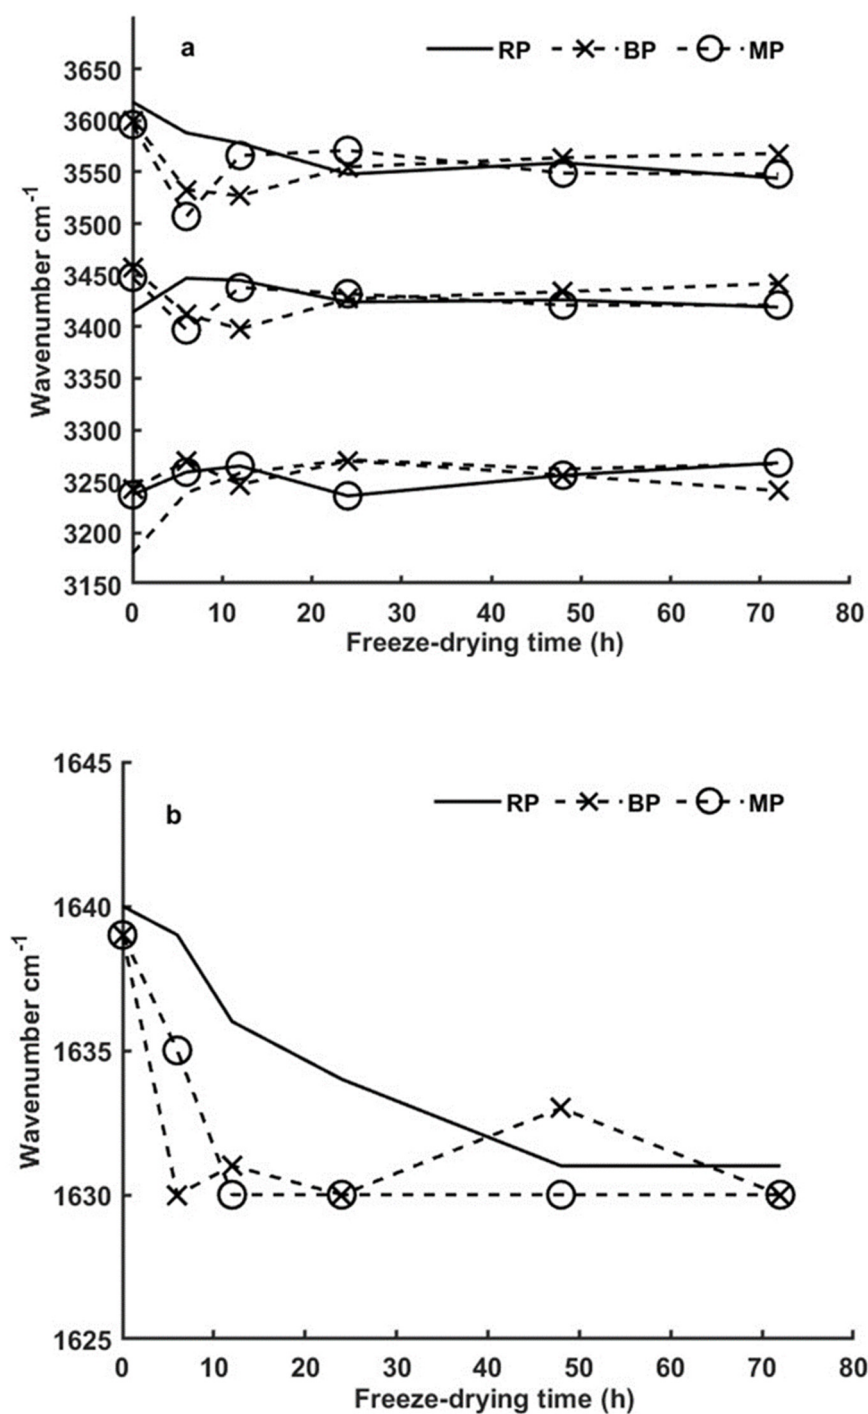 a
RP BP MP
3650
3600
3550
3500
3450
3400
3350
3300
3250
3200
3150
Wavenumber cm⁻¹
0 10 20 30 40 50 60 70 80
Freeze-drying time (h)
1645
b
RP BP MP
1640
1635
1630
1625
Wavenumber cm⁻¹
0 10 20 30 40 50 60 70 80
Freeze-drying time (h)